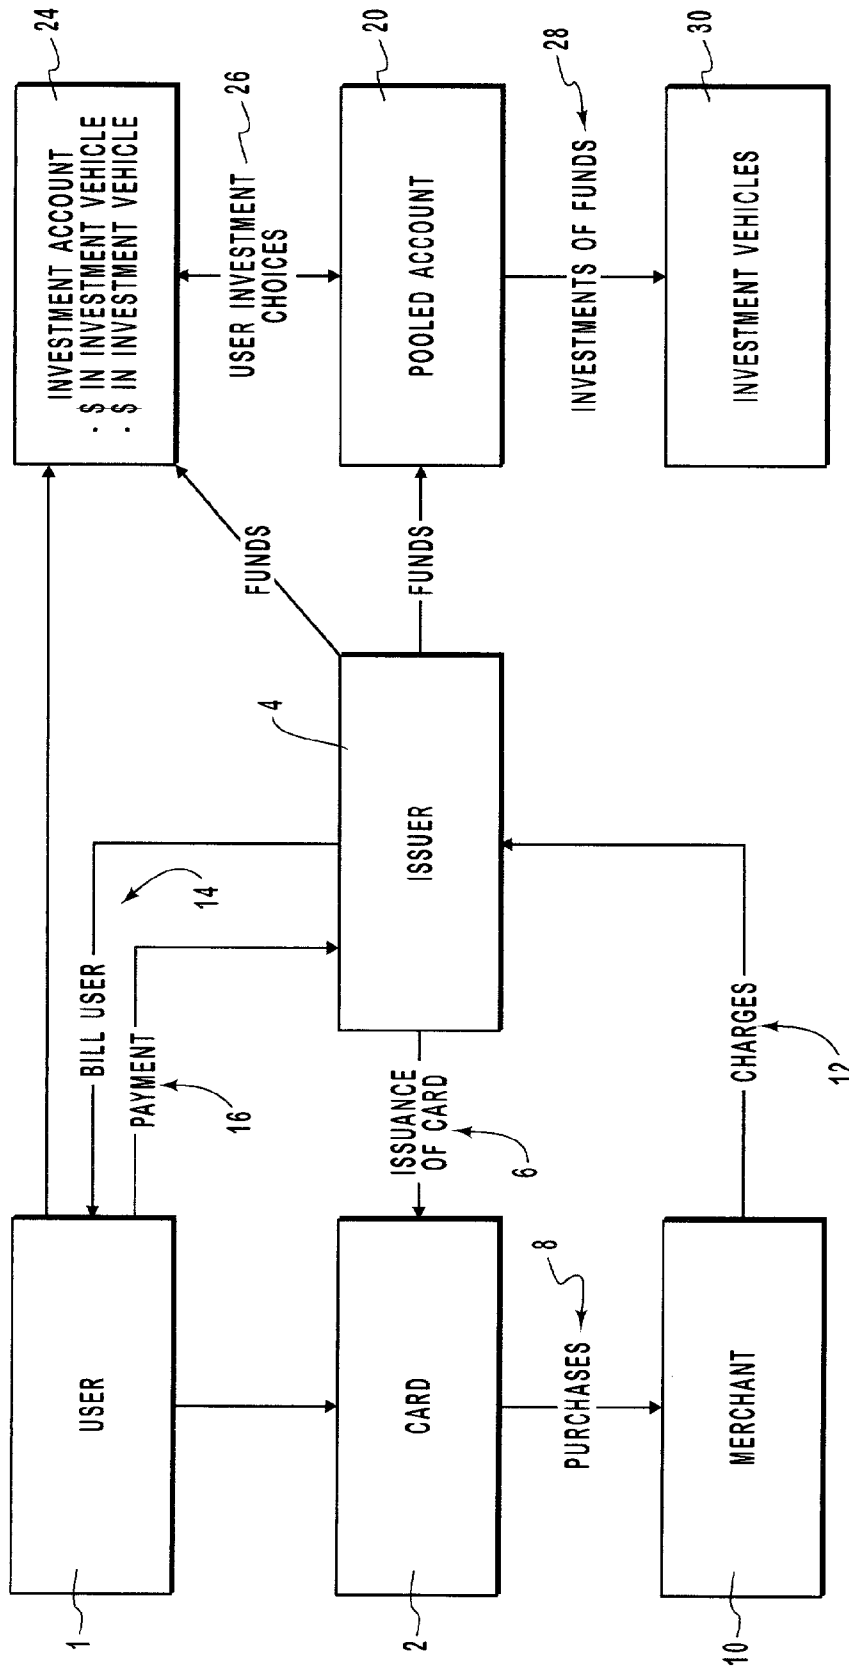 1
USER
BILL USER
14
PAYMENT
16
INVESTMENT ACCOUNT
. $ IN INVESTMENT VEHICLE
. $ IN INVESTMENT VEHICLE
24
FUNDS
USER INVESTMENT
CHOICES
26
2
CARD
ISSUANCE
OF CARD
6
ISSUER
4
FUNDS
POOLED ACCOUNT
20
PURCHASES
8
INVESTMENTS OF FUNDS
28
10
MERCHANT
CHARGES
12
INVESTMENT VEHICLES
30